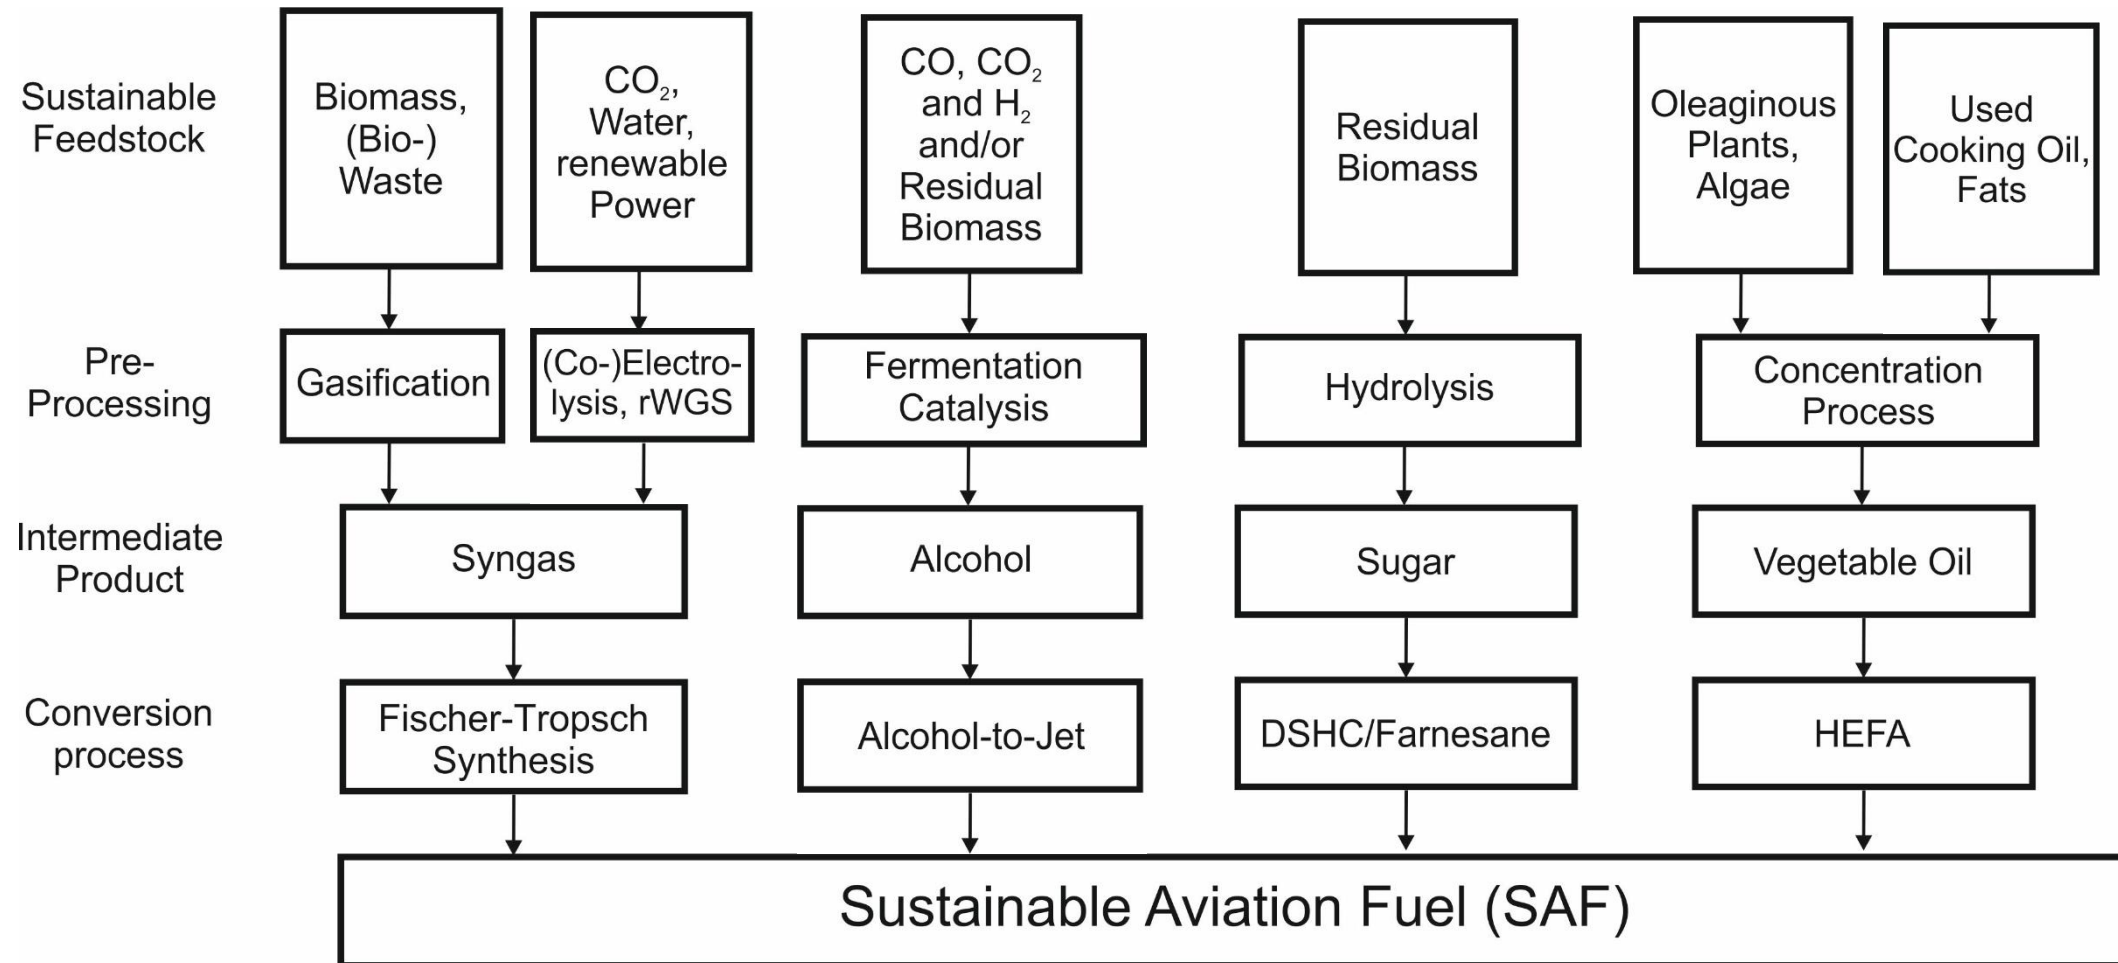 Sustainable
Feedstock
Biomass,
(Bio-)
Waste
CO₂,
Water,
renewable
Power
CO, CO₂
and H₂
and/or
Residual
Biomass
Residual
Biomass
Oleaginous
Plants,
Algae
Used
Cooking Oil,
Fats
Pre-
Processing
Gasification
(Co-)Electro-
lysis, rWGS
Fermentation
Catalysis
Hydrolysis
Concentration
Process
Intermediate
Product
Syngas
Alcohol
Sugar
Vegetable Oil
Conversion
process
Fischer-Tropsch
Synthesis
Alcohol-to-Jet
DSHC/Farnesane
HEFA
Sustainable Aviation Fuel (SAF)